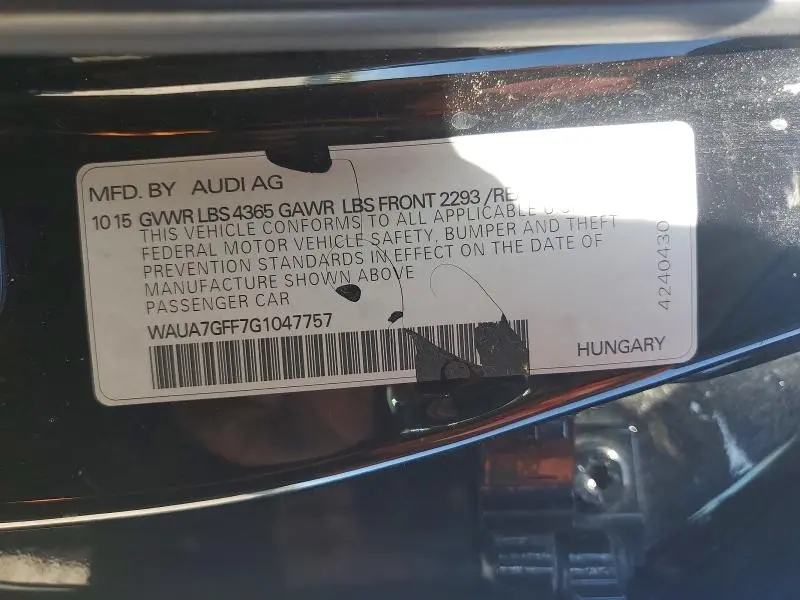 MFD. BY AUDI AG
10 15 GVWR LBS 4365 GAWR LBS FRONT 2293 /RE
THIS VEHICLE CONFORMS TO ALL APPLICABLE U.S
FEDERAL MOTOR VEHICLE SAFETY, BUMPER AND THEFT
PREVENTION STANDARDS IN EFFECT ON THE DATE OF
MANUFACTURE SHOWN ABOVE
PASSENGER CAR
WAUA7GFF7G1047757
HUNGARY
4240430